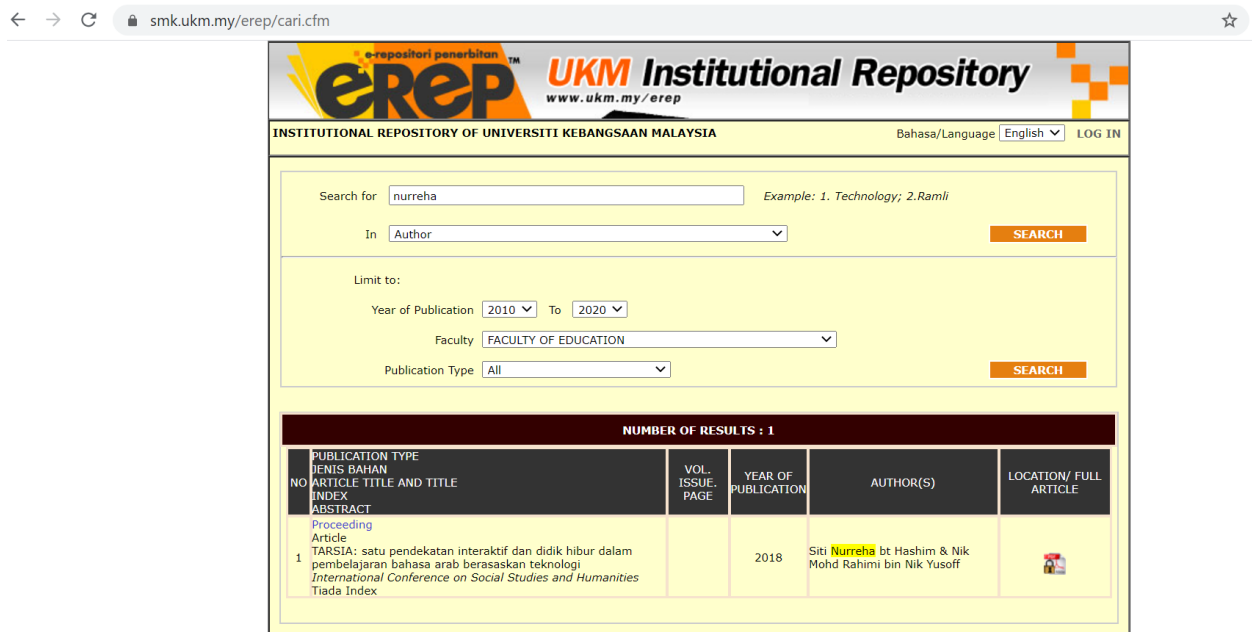 smk.ukm.my/erep/cari.cfm
e-repositori penerbitan
eREP™
UKM Institutional Repository
www.ukm.my/erep
INSTITUTIONAL REPOSITORY OF UNIVERSITI KEBANGSAAN MALAYSIA
Bahasa/Language English LOG IN
Search for nurreha Example: 1. Technology; 2.Ramli
In Author SEARCH
Limit to:
Year of Publication 2010 To 2020
Faculty FACULTY OF EDUCATION
Publication Type All SEARCH
NUMBER OF RESULTS : 1
NO
PUBLICATION TYPE
JENIS BAHAN
ARTICLE TITLE AND TITLE
INDEX
ABSTRACT
VOL.
ISSUE.
PAGE
YEAR OF
PUBLICATION
AUTHOR(S)
LOCATION/ FULL
ARTICLE
1
Proceeding
Article
TARSIA: satu pendekatan interaktif dan didik hibur dalam
pembelajaran bahasa arab berasaskan teknologi
International Conference on Social Studies and Humanities
Tiada Index
2018
Siti Nurreha bt Hashim & Nik
Mohd Rahimi bin Nik Yusoff